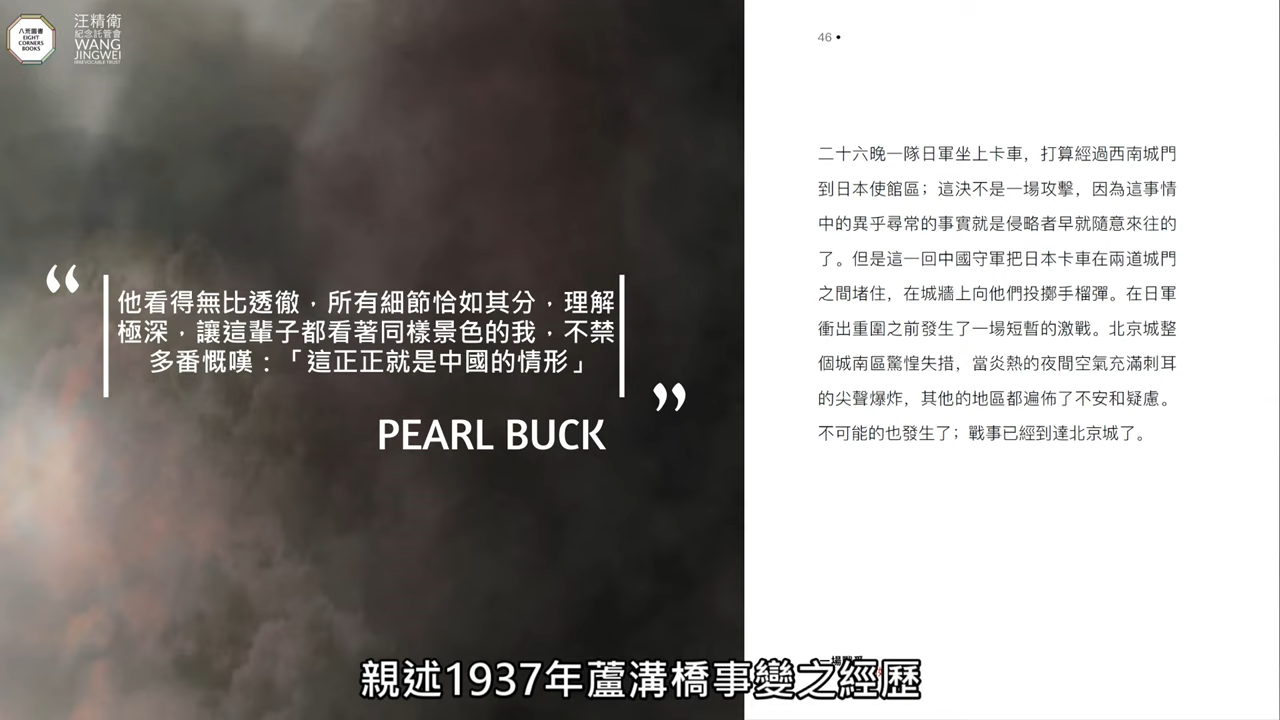 八荒圖書
EIGHT
CORNERS
BOOKS
汪精衛
紀念託管會
WANG
JINGWEI
IRREVOCABLE TRUST
“
他看得無比透徹，所有細節恰如其分，理解
極深，讓這輩子都看著同樣景色的我，不禁
多番慨嘆：「這正正就是中國的情形」
”
PEARL BUCK
46 •
二十六晚一隊日軍坐上卡車，打算經過西南城門
到日本使館區；這決不是一場攻擊，因為這事情
中的異乎尋常的事實就是侵略者早就隨意來往的
了。但是這一回中國守軍把日本卡車在兩道城門
之間堵住，在城牆上向他們投擲手榴彈。在日軍
衝出重圍之前發生了一場短暫的激戰。北京城整
個城南區驚惶失措，當炎熱的夜間空氣充滿刺耳
的尖聲爆炸，其他的地區都遍佈了不安和疑慮。
不可能的也發生了；戰事已經到達北京城了。
親述1937年蘆溝橋事變之經歷